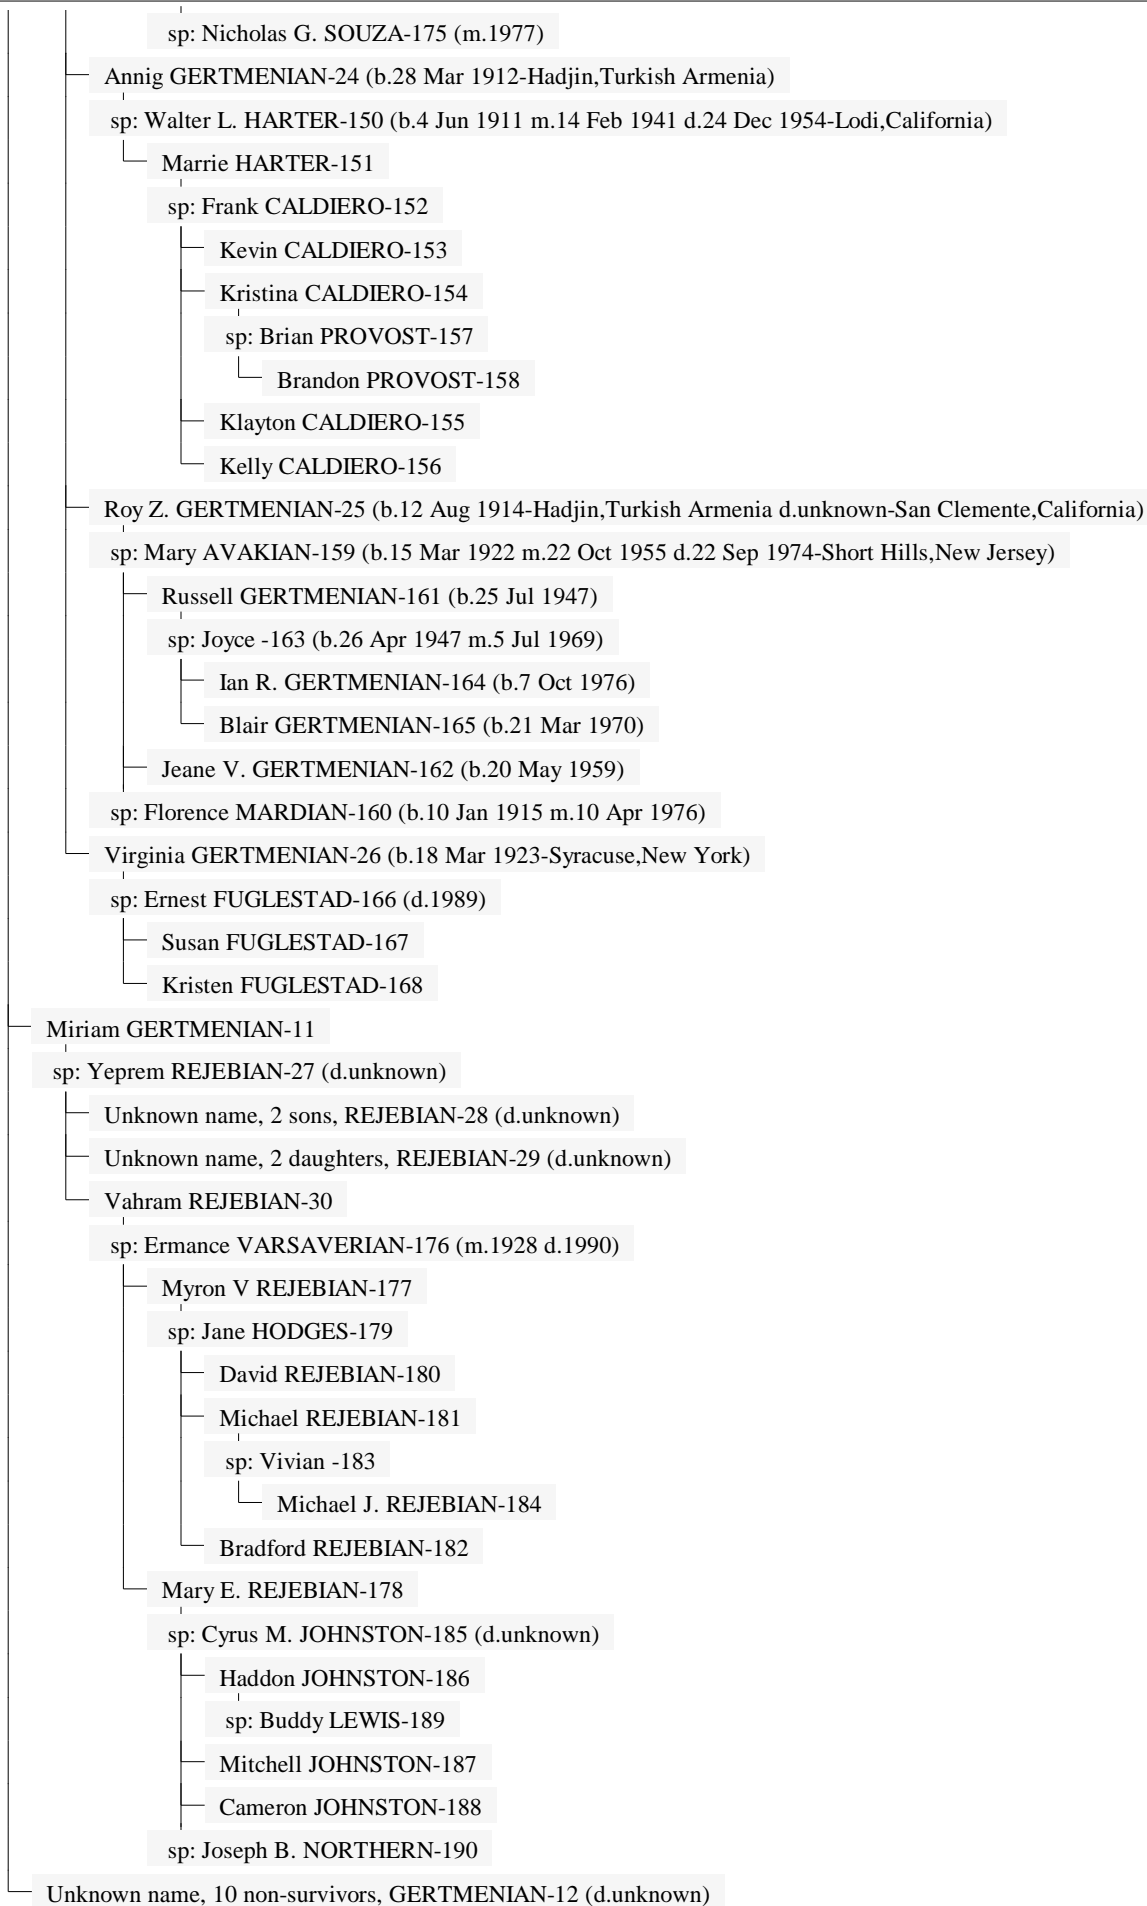 sp: Nicholas G. SOUZA-175 (m.1977)
Annig GERTMENIAN-24 (b.28 Mar 1912-Hadjin,Turkish Armenia)
sp: Walter L. HARTER-150 (b.4 Jun 1911 m.14 Feb 1941 d.24 Dec 1954-Lodi,California)
Marrie HARTER-151
sp: Frank CALDIERO-152
Kevin CALDIERO-153
Kristina CALDIERO-154
sp: Brian PROVOST-157
Brandon PROVOST-158
Klayton CALDIERO-155
Kelly CALDIERO-156
Roy Z. GERTMENIAN-25 (b.12 Aug 1914-Hadjin,Turkish Armenia d.unknown-San Clemente,California)
sp: Mary AVAKIAN-159 (b.15 Mar 1922 m.22 Oct 1955 d.22 Sep 1974-Short Hills,New Jersey)
Russell GERTMENIAN-161 (b.25 Jul 1947)
sp: Joyce -163 (b.26 Apr 1947 m.5 Jul 1969)
Ian R. GERTMENIAN-164 (b.7 Oct 1976)
Blair GERTMENIAN-165 (b.21 Mar 1970)
Jeane V. GERTMENIAN-162 (b.20 May 1959)
sp: Florence MARDIAN-160 (b.10 Jan 1915 m.10 Apr 1976)
Virginia GERTMENIAN-26 (b.18 Mar 1923-Syracuse,New York)
sp: Ernest FUGLESTAD-166 (d.1989)
Susan FUGLESTAD-167
Kristen FUGLESTAD-168
Miriam GERTMENIAN-11
sp: Yeprem REJEBIAN-27 (d.unknown)
Unknown name, 2 sons, REJEBIAN-28 (d.unknown)
Unknown name, 2 daughters, REJEBIAN-29 (d.unknown)
Vahram REJEBIAN-30
sp: Ermance VARSAVERIAN-176 (m.1928 d.1990)
Myron V REJEBIAN-177
sp: Jane HODGES-179
David REJEBIAN-180
Michael REJEBIAN-181
sp: Vivian -183
Michael J. REJEBIAN-184
Bradford REJEBIAN-182
Mary E. REJEBIAN-178
sp: Cyrus M. JOHNSTON-185 (d.unknown)
Haddon JOHNSTON-186
sp: Buddy LEWIS-189
Mitchell JOHNSTON-187
Cameron JOHNSTON-188
sp: Joseph B. NORTHERN-190
Unknown name, 10 non-survivors, GERTMENIAN-12 (d.unknown)